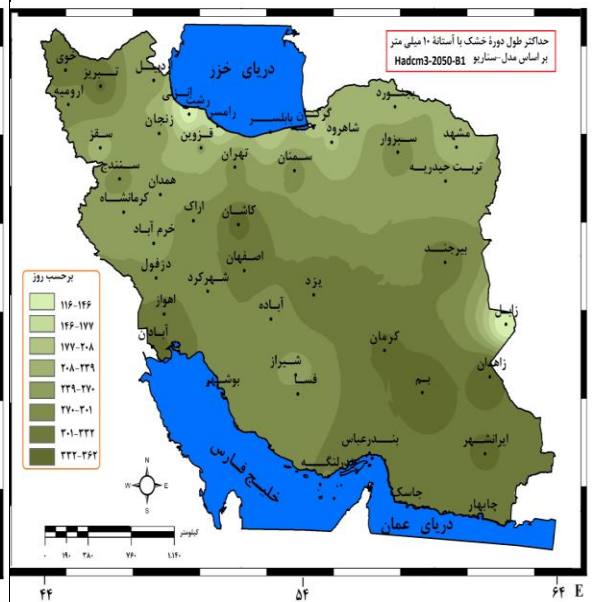 حداکثر طول دورهٔ خشک با آستانهٔ ۱۰ میلی متر
بر اساس مدل-سناریو Hadcm3-2050-B1
دریای خزر
خوی
تبریز
اردبیل
ارومیه
انزلی
رشت
رامسر
بابلسر
گرگان
بجنورد
زنجان
قزوین
شاهرود
مشهد
سقز
سبزوار
تهران
سمنان
تربت حیدریه
سنندج
همدان
کرمانشاه
اراک
کاشان
خرم آباد
بیرجند
اصفهان
دزفول
شهرکرد
یزد
اهواز
آباده
زابل
آبادان
کرمان
شیراز
زاهدان
بوشهر
فسا
بم
بندرعباس
ایرانشهر
بندرلنگه
جاسک
چابهار
خلیج فارس
دریای عمان
برحسب روز
۱۱۶-۱۴۶
۱۴۶-۱۷۷
۱۷۷-۲۰۸
۲۰۸-۲۳۹
۲۳۹-۲۷۰
۲۷۰-۳۰۱
۳۰۱-۳۳۲
۳۳۲-۳۶۲
N
W E
S
کیلومتر
۰ ۱۹۰ ۳۸۰ ۷۶۰ ۱.۱۴۰
۴۴ ۵۴ ۶۴ E